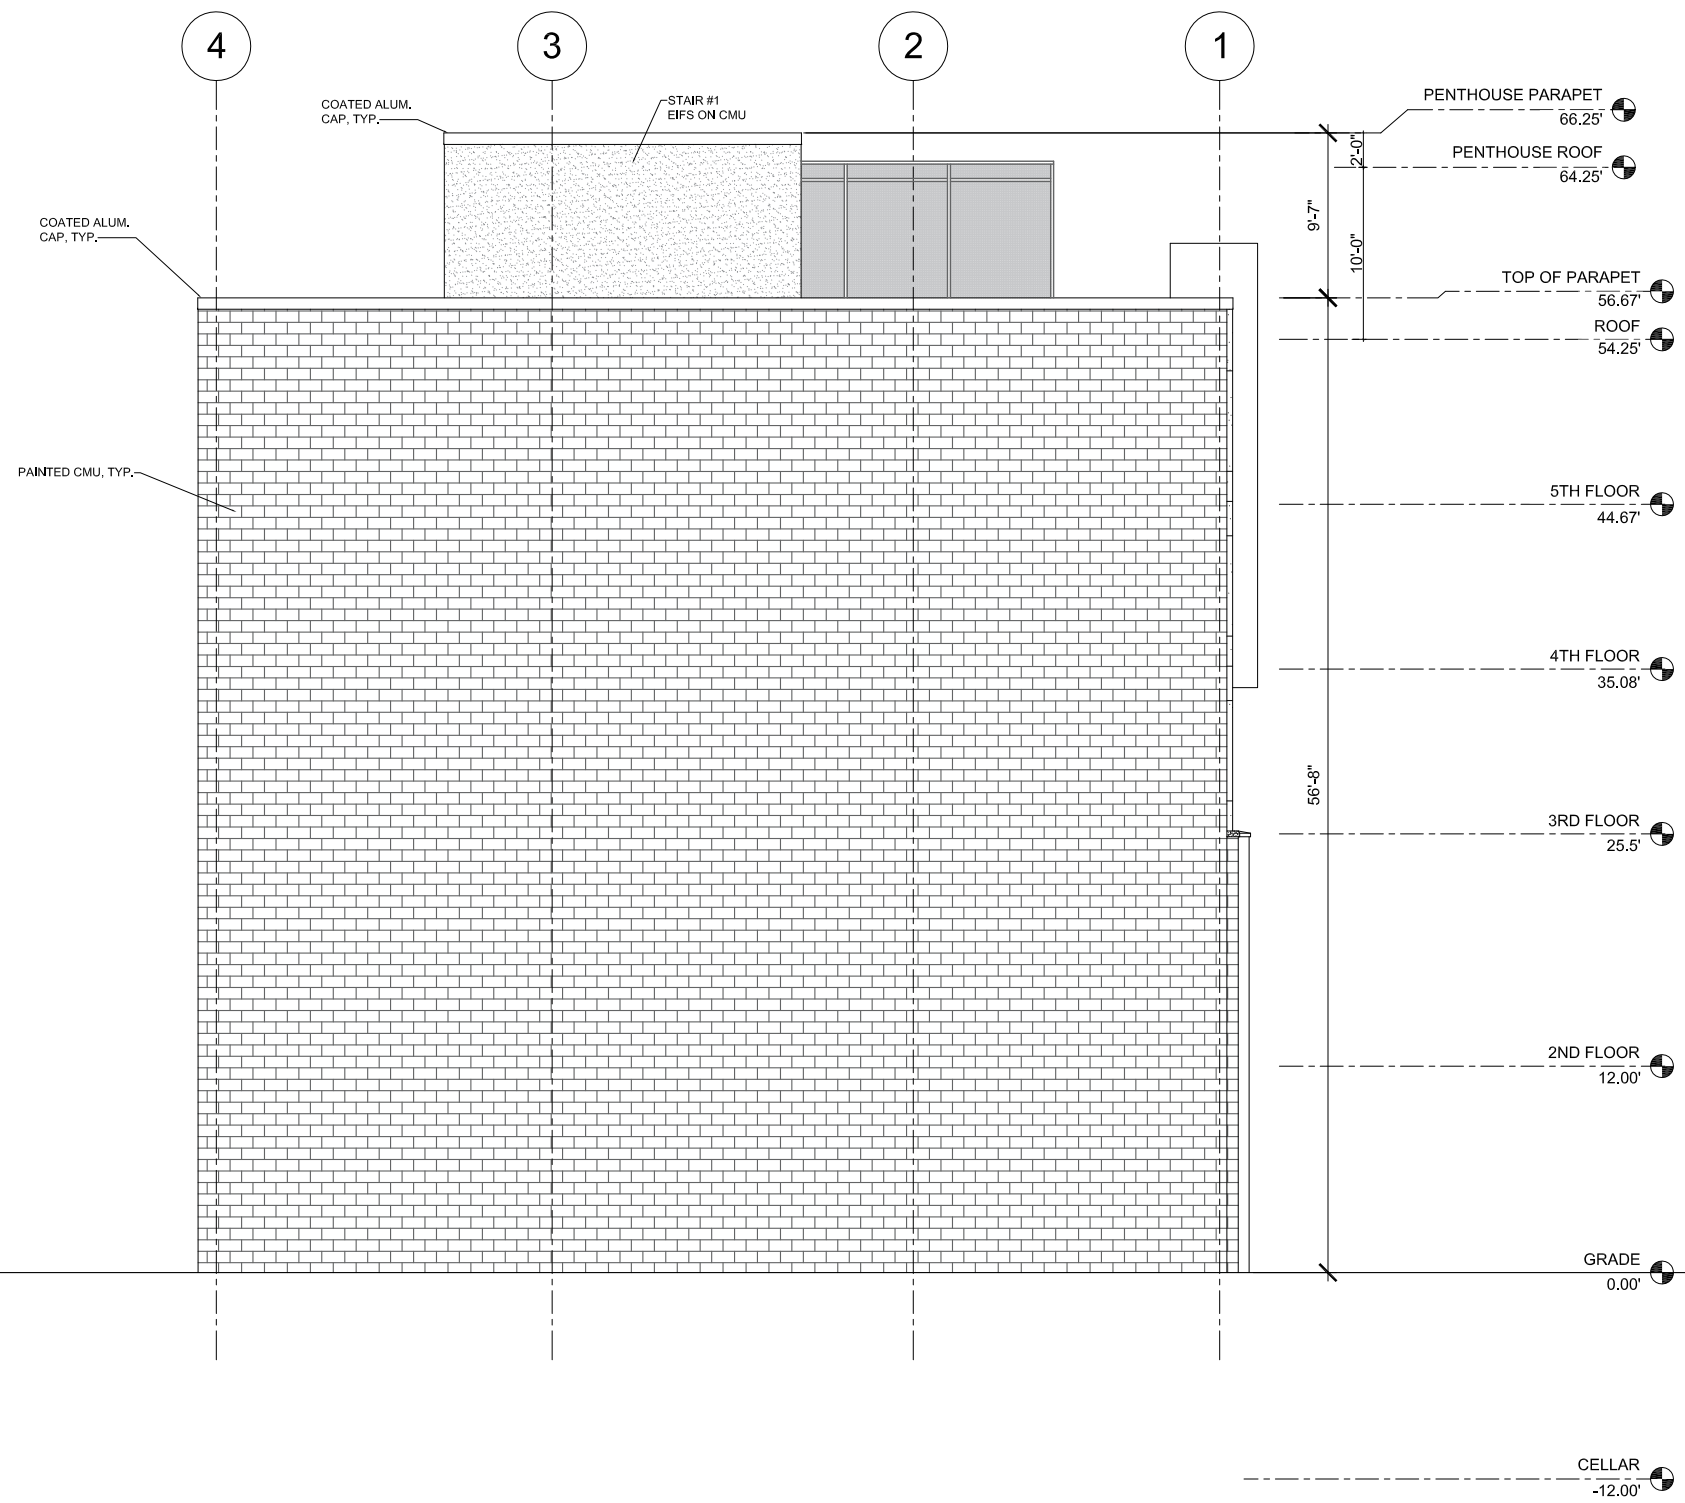 4 3 2 1
PENTHOUSE PARAPET
66.25'
COATED ALUM.
CAP, TYP.
STAIR #1
EIFS ON CMU
2'-0"
PENTHOUSE ROOF
64.25'
9'-7"
COATED ALUM.
CAP, TYP.
10'-0"
TOP OF PARAPET
56.67'
ROOF
54.25'
PAINTED CMU, TYP.
5TH FLOOR
44.67'
4TH FLOOR
35.08'
56'-8"
3RD FLOOR
25.5'
2ND FLOOR
12.00'
GRADE
0.00'
CELLAR
-12.00'